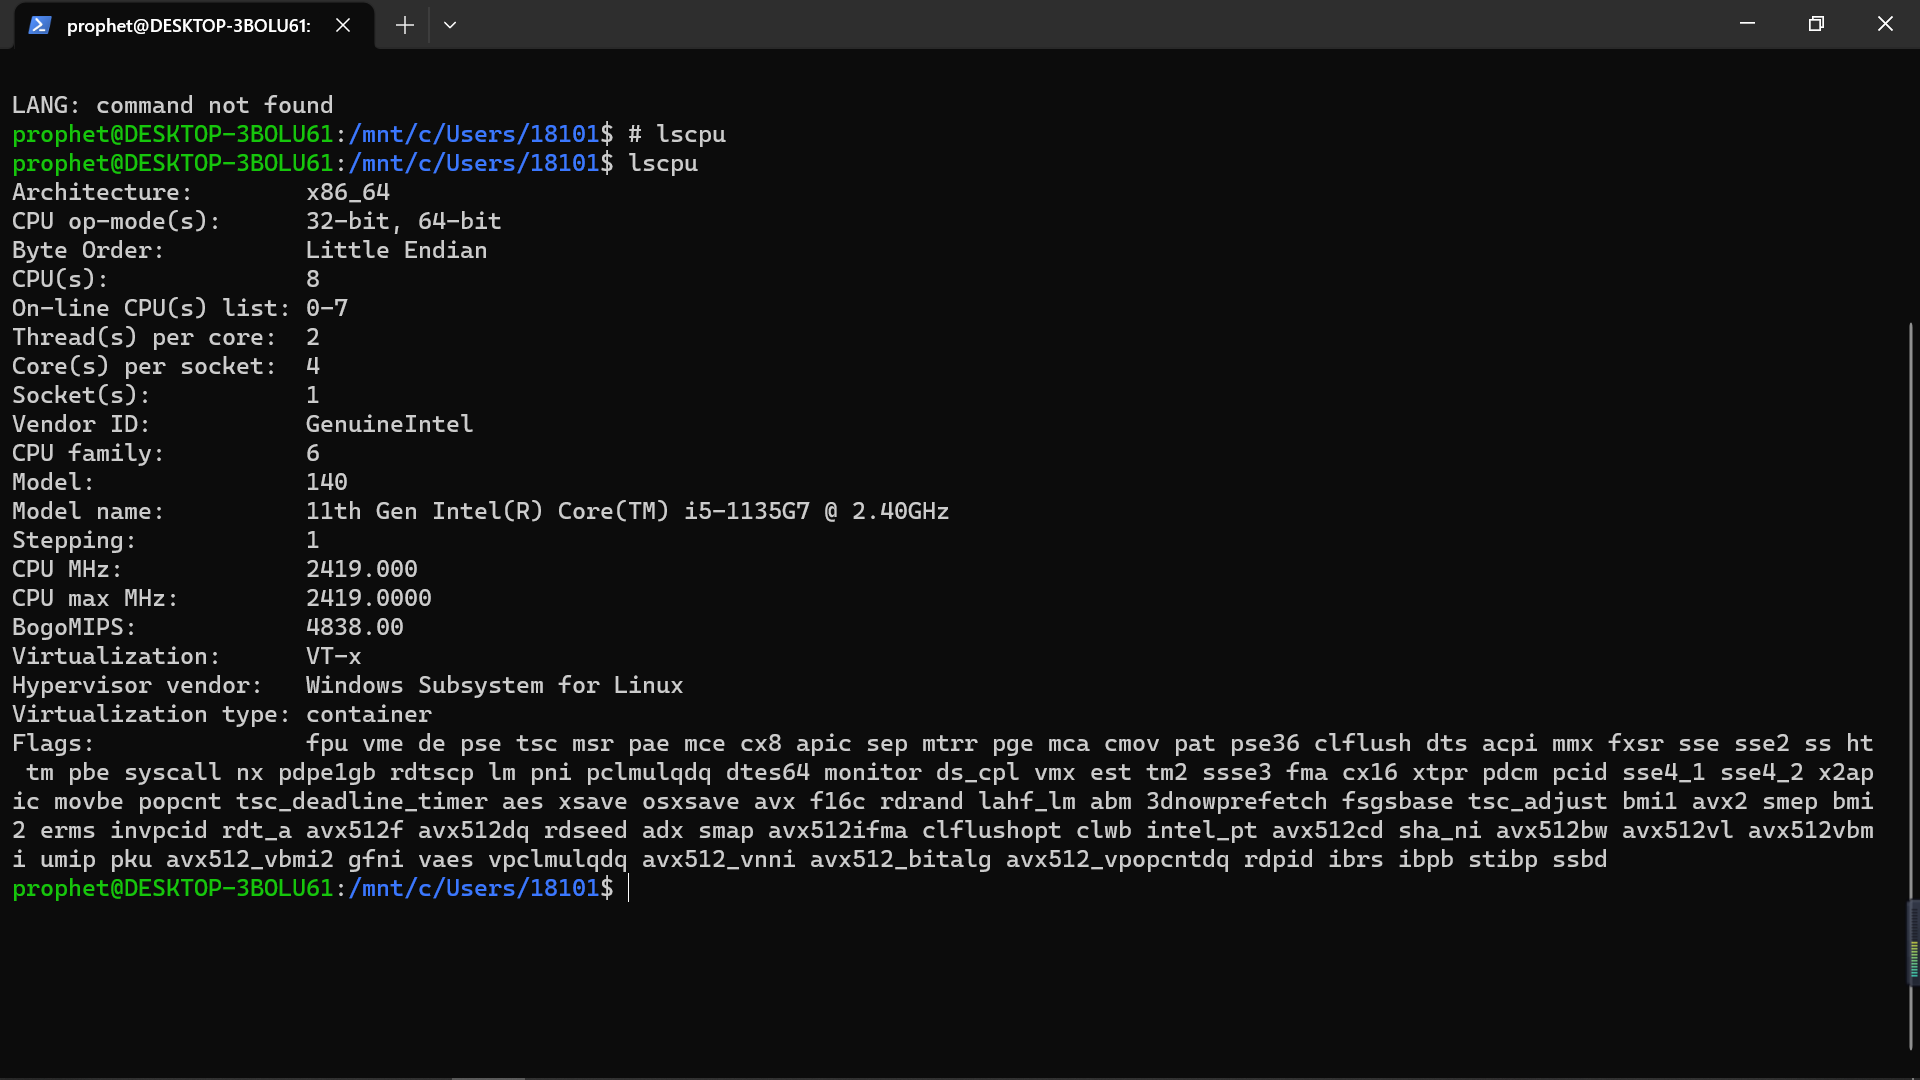 prophet@DESKTOP-3BOLU61:
LANG: command not found
prophet@DESKTOP-3BOLU61:/mnt/c/Users/18101$ # lscpu
prophet@DESKTOP-3BOLU61:/mnt/c/Users/18101$ lscpu
Architecture:        x86_64
CPU op-mode(s):      32-bit, 64-bit
Byte Order:          Little Endian
CPU(s):              8
On-line CPU(s) list: 0-7
Thread(s) per core:  2
Core(s) per socket:  4
Socket(s):           1
Vendor ID:           GenuineIntel
CPU family:          6
Model:               140
Model name:          11th Gen Intel(R) Core(TM) i5-1135G7 @ 2.40GHz
Stepping:            1
CPU MHz:             2419.000
CPU max MHz:         2419.0000
BogoMIPS:            4838.00
Virtualization:      VT-x
Hypervisor vendor:   Windows Subsystem for Linux
Virtualization type: container
Flags:               fpu vme de pse tsc msr pae mce cx8 apic sep mtrr pge mca cmov pat pse36 clflush dts acpi mmx fxsr sse sse2 ss ht
 tm pbe syscall nx pdpe1gb rdtscp lm pni pclmulqdq dtes64 monitor ds_cpl vmx est tm2 ssse3 fma cx16 xtpr pdcm pcid sse4_1 sse4_2 x2ap
ic movbe popcnt tsc_deadline_timer aes xsave osxsave avx f16c rdrand lahf_lm abm 3dnowprefetch fsgsbase tsc_adjust bmi1 avx2 smep bmi
2 erms invpcid rdt_a avx512f avx512dq rdseed adx smap avx512ifma clflushopt clwb intel_pt avx512cd sha_ni avx512bw avx512vl avx512vbm
i umip pku avx512_vbmi2 gfni vaes vpclmulqdq avx512_vnni avx512_bitalg avx512_vpopcntdq rdpid ibrs ibpb stibp ssbd
prophet@DESKTOP-3BOLU61:/mnt/c/Users/18101$